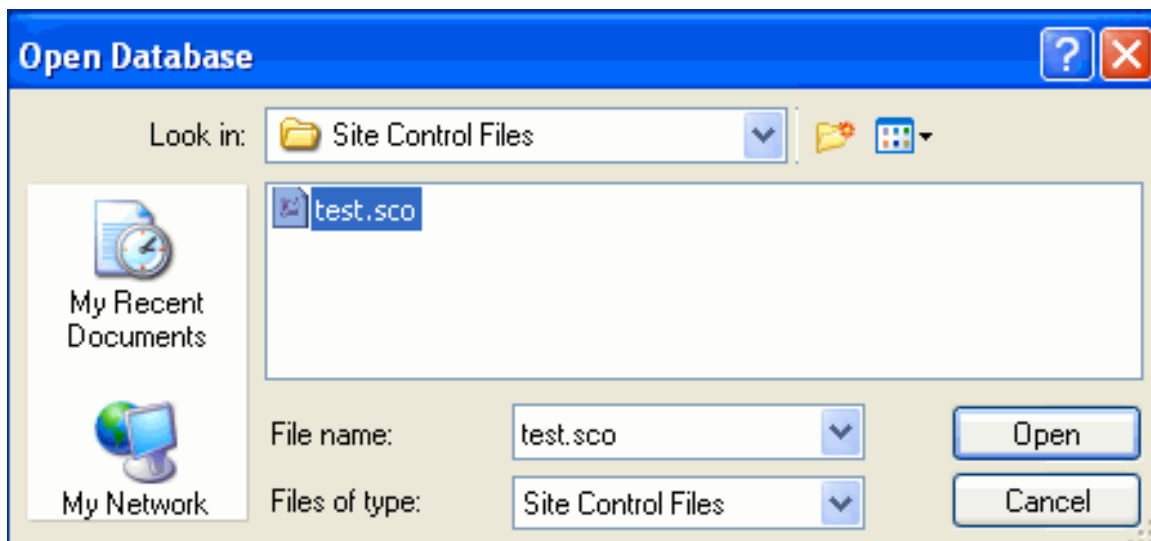 Open Database
Look in:
Site Control Files
test.sco
My Recent
Documents
My Network
File name:
test.sco
Open
Files of type:
Site Control Files
Cancel